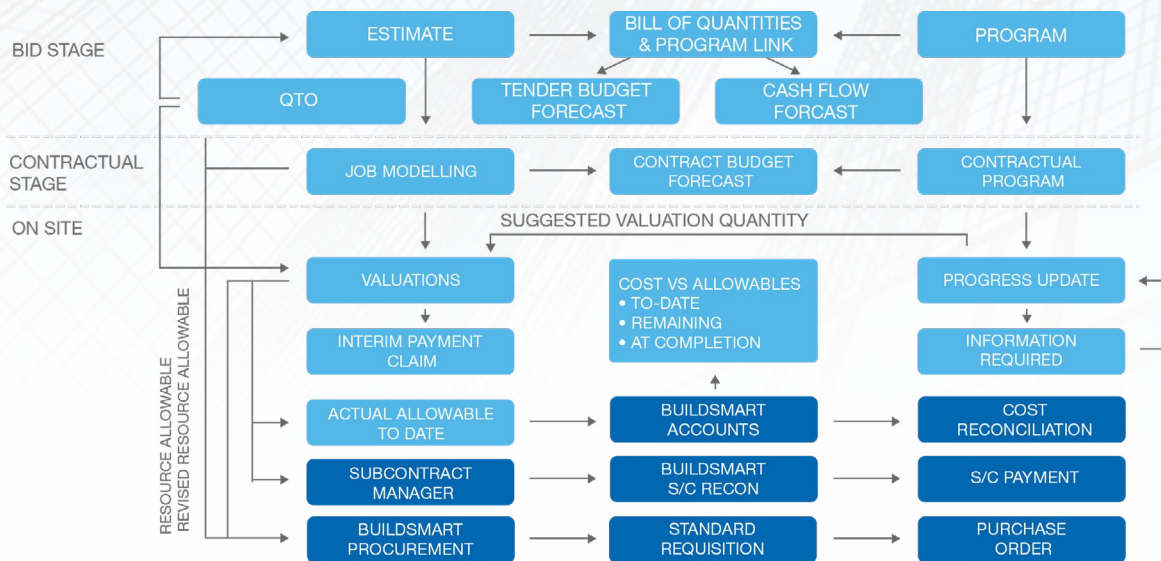 BID STAGE
ESTIMATE
BILL OF QUANTITIES
& PROGRAM LINK
PROGRAM
QTO
TENDER BUDGET
FORECAST
CASH FLOW
FORCAST
CONTRACTUAL
STAGE
JOB MODELLING
CONTRACT BUDGET
FORECAST
CONTRACTUAL
PROGRAM
ON SITE
SUGGESTED VALUATION QUANTITY
VALUATIONS
COST VS ALLOWABLES
• TO-DATE
• REMAINING
• AT COMPLETION
PROGRESS UPDATE
INTERIM PAYMENT
CLAIM
INFORMATION
REQUIRED
RESOURCE ALLOWABLE
REVISED RESOURCE ALLOWABLE
ACTUAL ALLOWABLE
TO DATE
BUILDSMART
ACCOUNTS
COST
RECONCILIATION
SUBCONTRACT
MANAGER
BUILDSMART
S/C RECON
S/C PAYMENT
BUILDSMART
PROCUREMENT
STANDARD
REQUISITION
PURCHASE
ORDER